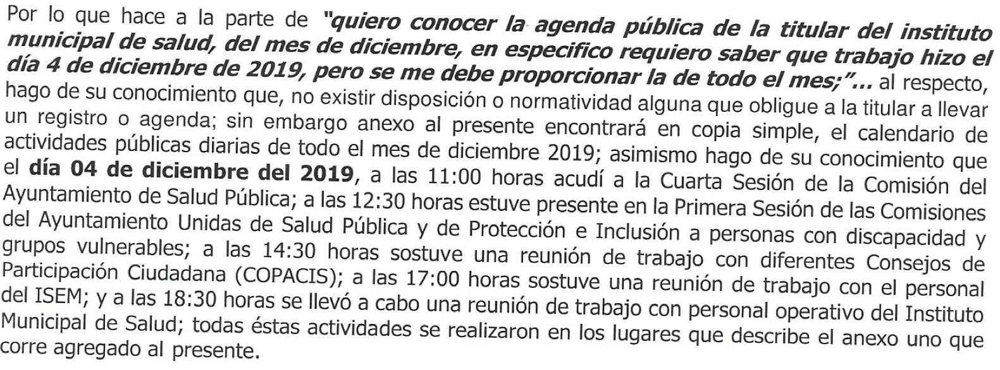 Por lo que hace a la parte de "quiero conocer la agenda pública de la titular del instituto
municipal de salud, del mes de diciembre, en especifico requiero saber que trabajo hizo el
día 4 de diciembre de 2019, pero se me debe proporcionar la de todo el mes;"... al respecto,
hago de su conocimiento que, no existir disposición o normatividad alguna que obligue a la titular a llevar
un registro o agenda; sin embargo anexo al presente encontrará en copia simple, el calendario de
actividades públicas diarias de todo el mes de diciembre 2019; asimismo hago de su conocimiento que
el día 04 de diciembre del 2019, a las 11:00 horas acudí a la Cuarta Sesión de la Comisión del
Ayuntamiento de Salud Pública; a las 12:30 horas estuve presente en la Primera Sesión de las Comisiones
del Ayuntamiento Unidas de Salud Pública y de Protección e Inclusión a personas con discapacidad y
grupos vulnerables; a las 14:30 horas sostuve una reunión de trabajo con diferentes Consejos de
Participación Ciudadana (COPACIS); a las 17:00 horas sostuve una reunión de trabajo con el personal
del ISEM; y a las 18:30 horas se llevó a cabo una reunión de trabajo con personal operativo del Instituto
Municipal de Salud; todas éstas actividades se realizaron en los lugares que describe el anexo uno que
corre agregado al presente.